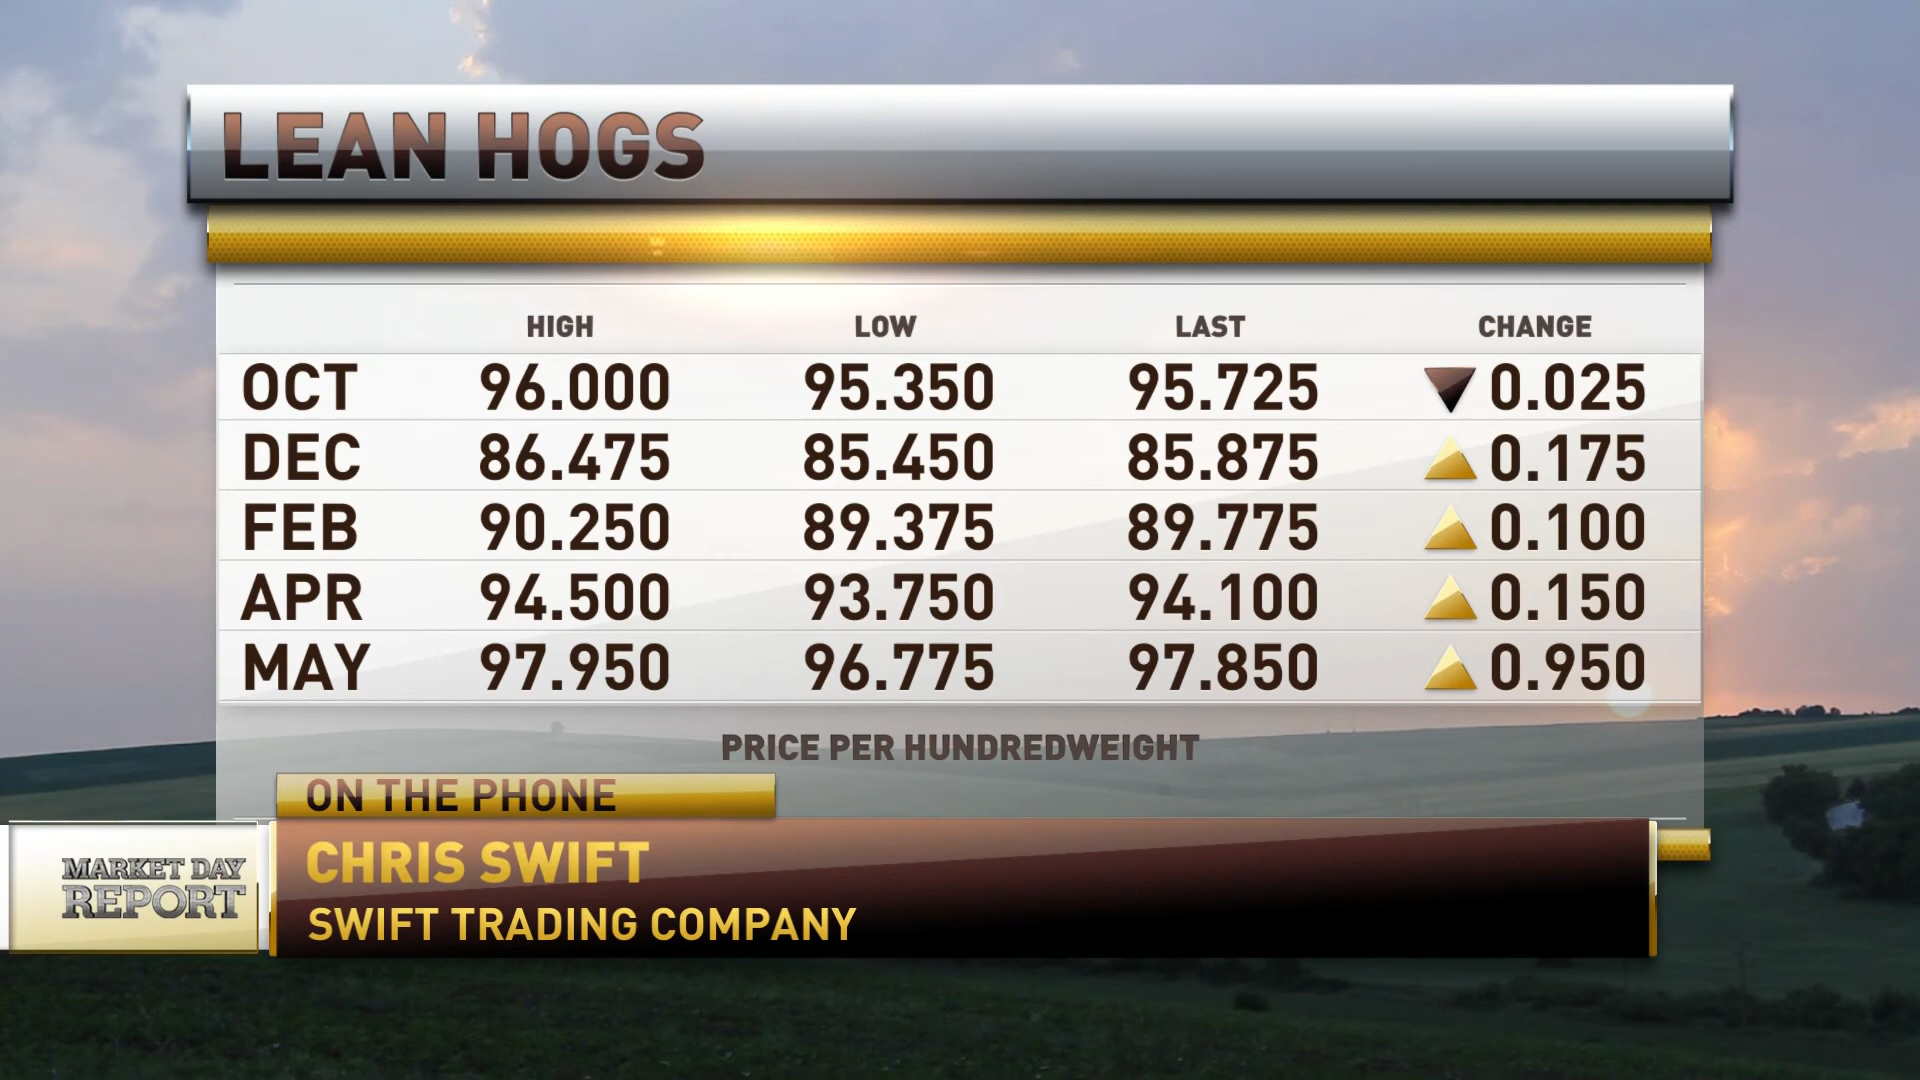 LEAN HOGS
HIGH LOW LAST CHANGE
OCT 96.000 95.350 95.725 ▼ 0.025
DEC 86.475 85.450 85.875 ▲ 0.175
FEB 90.250 89.375 89.775 ▲ 0.100
APR 94.500 93.750 94.100 ▲ 0.150
MAY 97.950 96.775 97.850 ▲ 0.950
PRICE PER HUNDREDWEIGHT
ON THE PHONE
CHRIS SWIFT
SWIFT TRADING COMPANY
MARKET DAY
REPORT